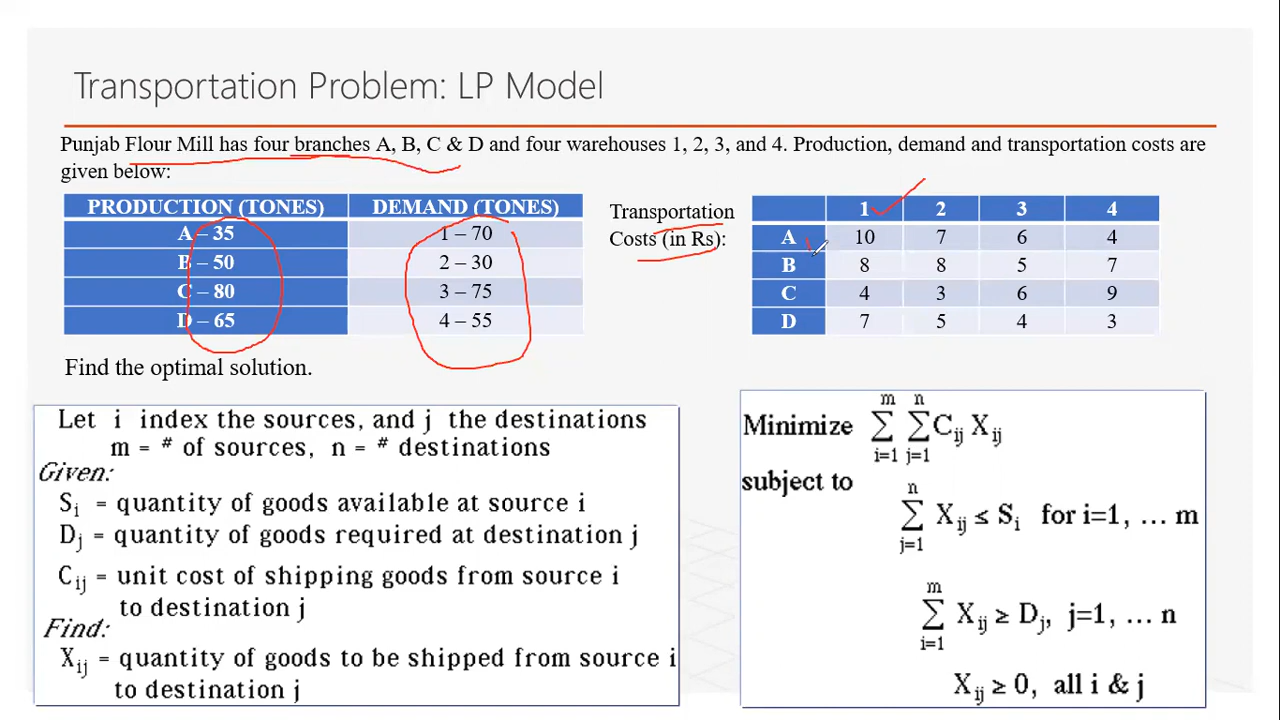 Transportation Problem: LP Model
Punjab Flour Mill has four branches A, B, C & D and four warehouses 1, 2, 3, and 4. Production, demand and transportation costs are
given below:
PRODUCTION (TONES) DEMAND (TONES)
A – 35 1 – 70
B – 50 2 – 30
C – 80 3 – 75
D – 65 4 – 55
Transportation
Costs (in Rs):
1 2 3 4
A 10 7 6 4
B 8 8 5 7
C 4 3 6 9
D 7 5 4 3
Find the optimal solution.
Let i index the sources, and j the destinations
m = # of sources, n = # destinations
Given:
Si = quantity of goods available at source i
Dj = quantity of goods required at destination j
Cij = unit cost of shipping goods from source i
to destination j
Find:
Xij = quantity of goods to be shipped from source i
to destination j
Minimize ∑_{i=1}^{m} ∑_{j=1}^{n} Cij Xij
subject to
∑_{j=1}^{n} Xij ≤ Si for i=1, … m
∑_{i=1}^{m} Xij ≥ Dj, j=1, … n
Xij ≥ 0, all i & j